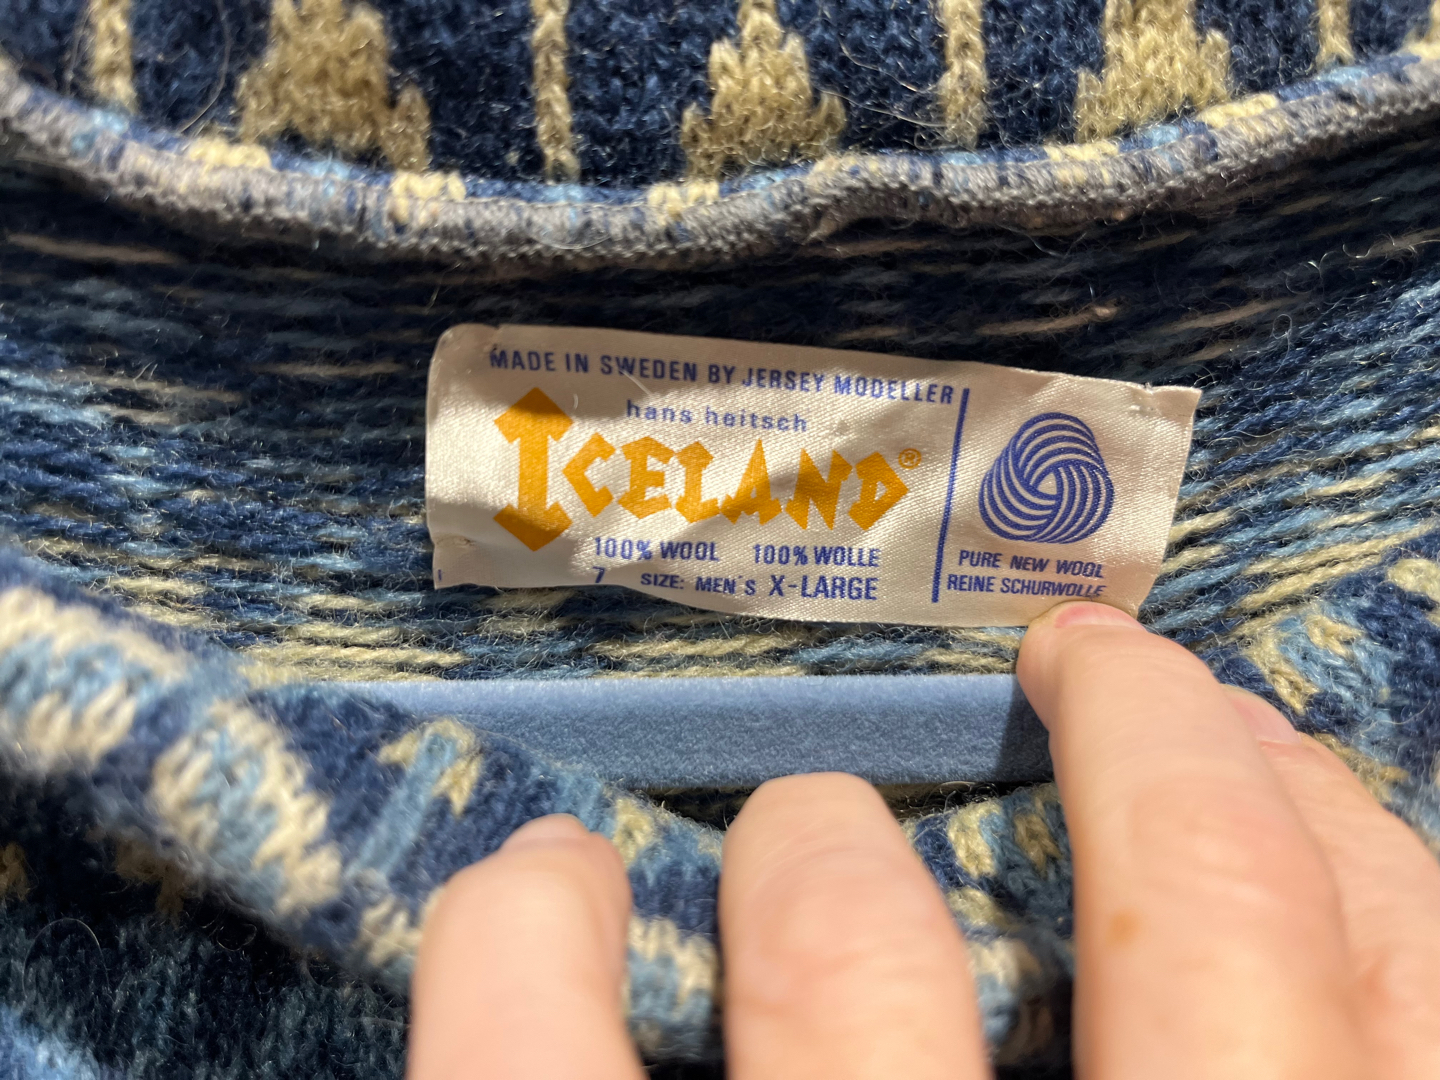 MADE IN SWEDEN BY JERSEY MODELLER
hans heitsch
ICELAND®
100% WOOL 100% WOLLE
7 SIZE: MEN'S X-LARGE
PURE NEW WOOL
REINE SCHURWOLLE